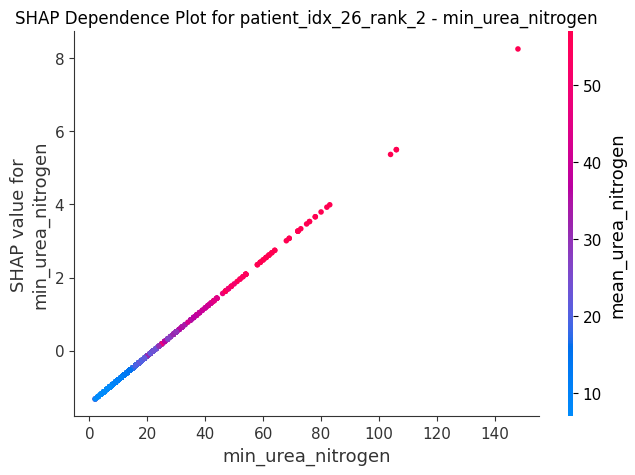 SHAP Dependence Plot for patient_idx_26_rank_2 - min_urea_nitrogen
SHAP value for
min_urea_nitrogen
8
6
4
2
0
0 20 40 60 80 100 120 140
min_urea_nitrogen
50
40
30
20
10
mean_urea_nitrogen